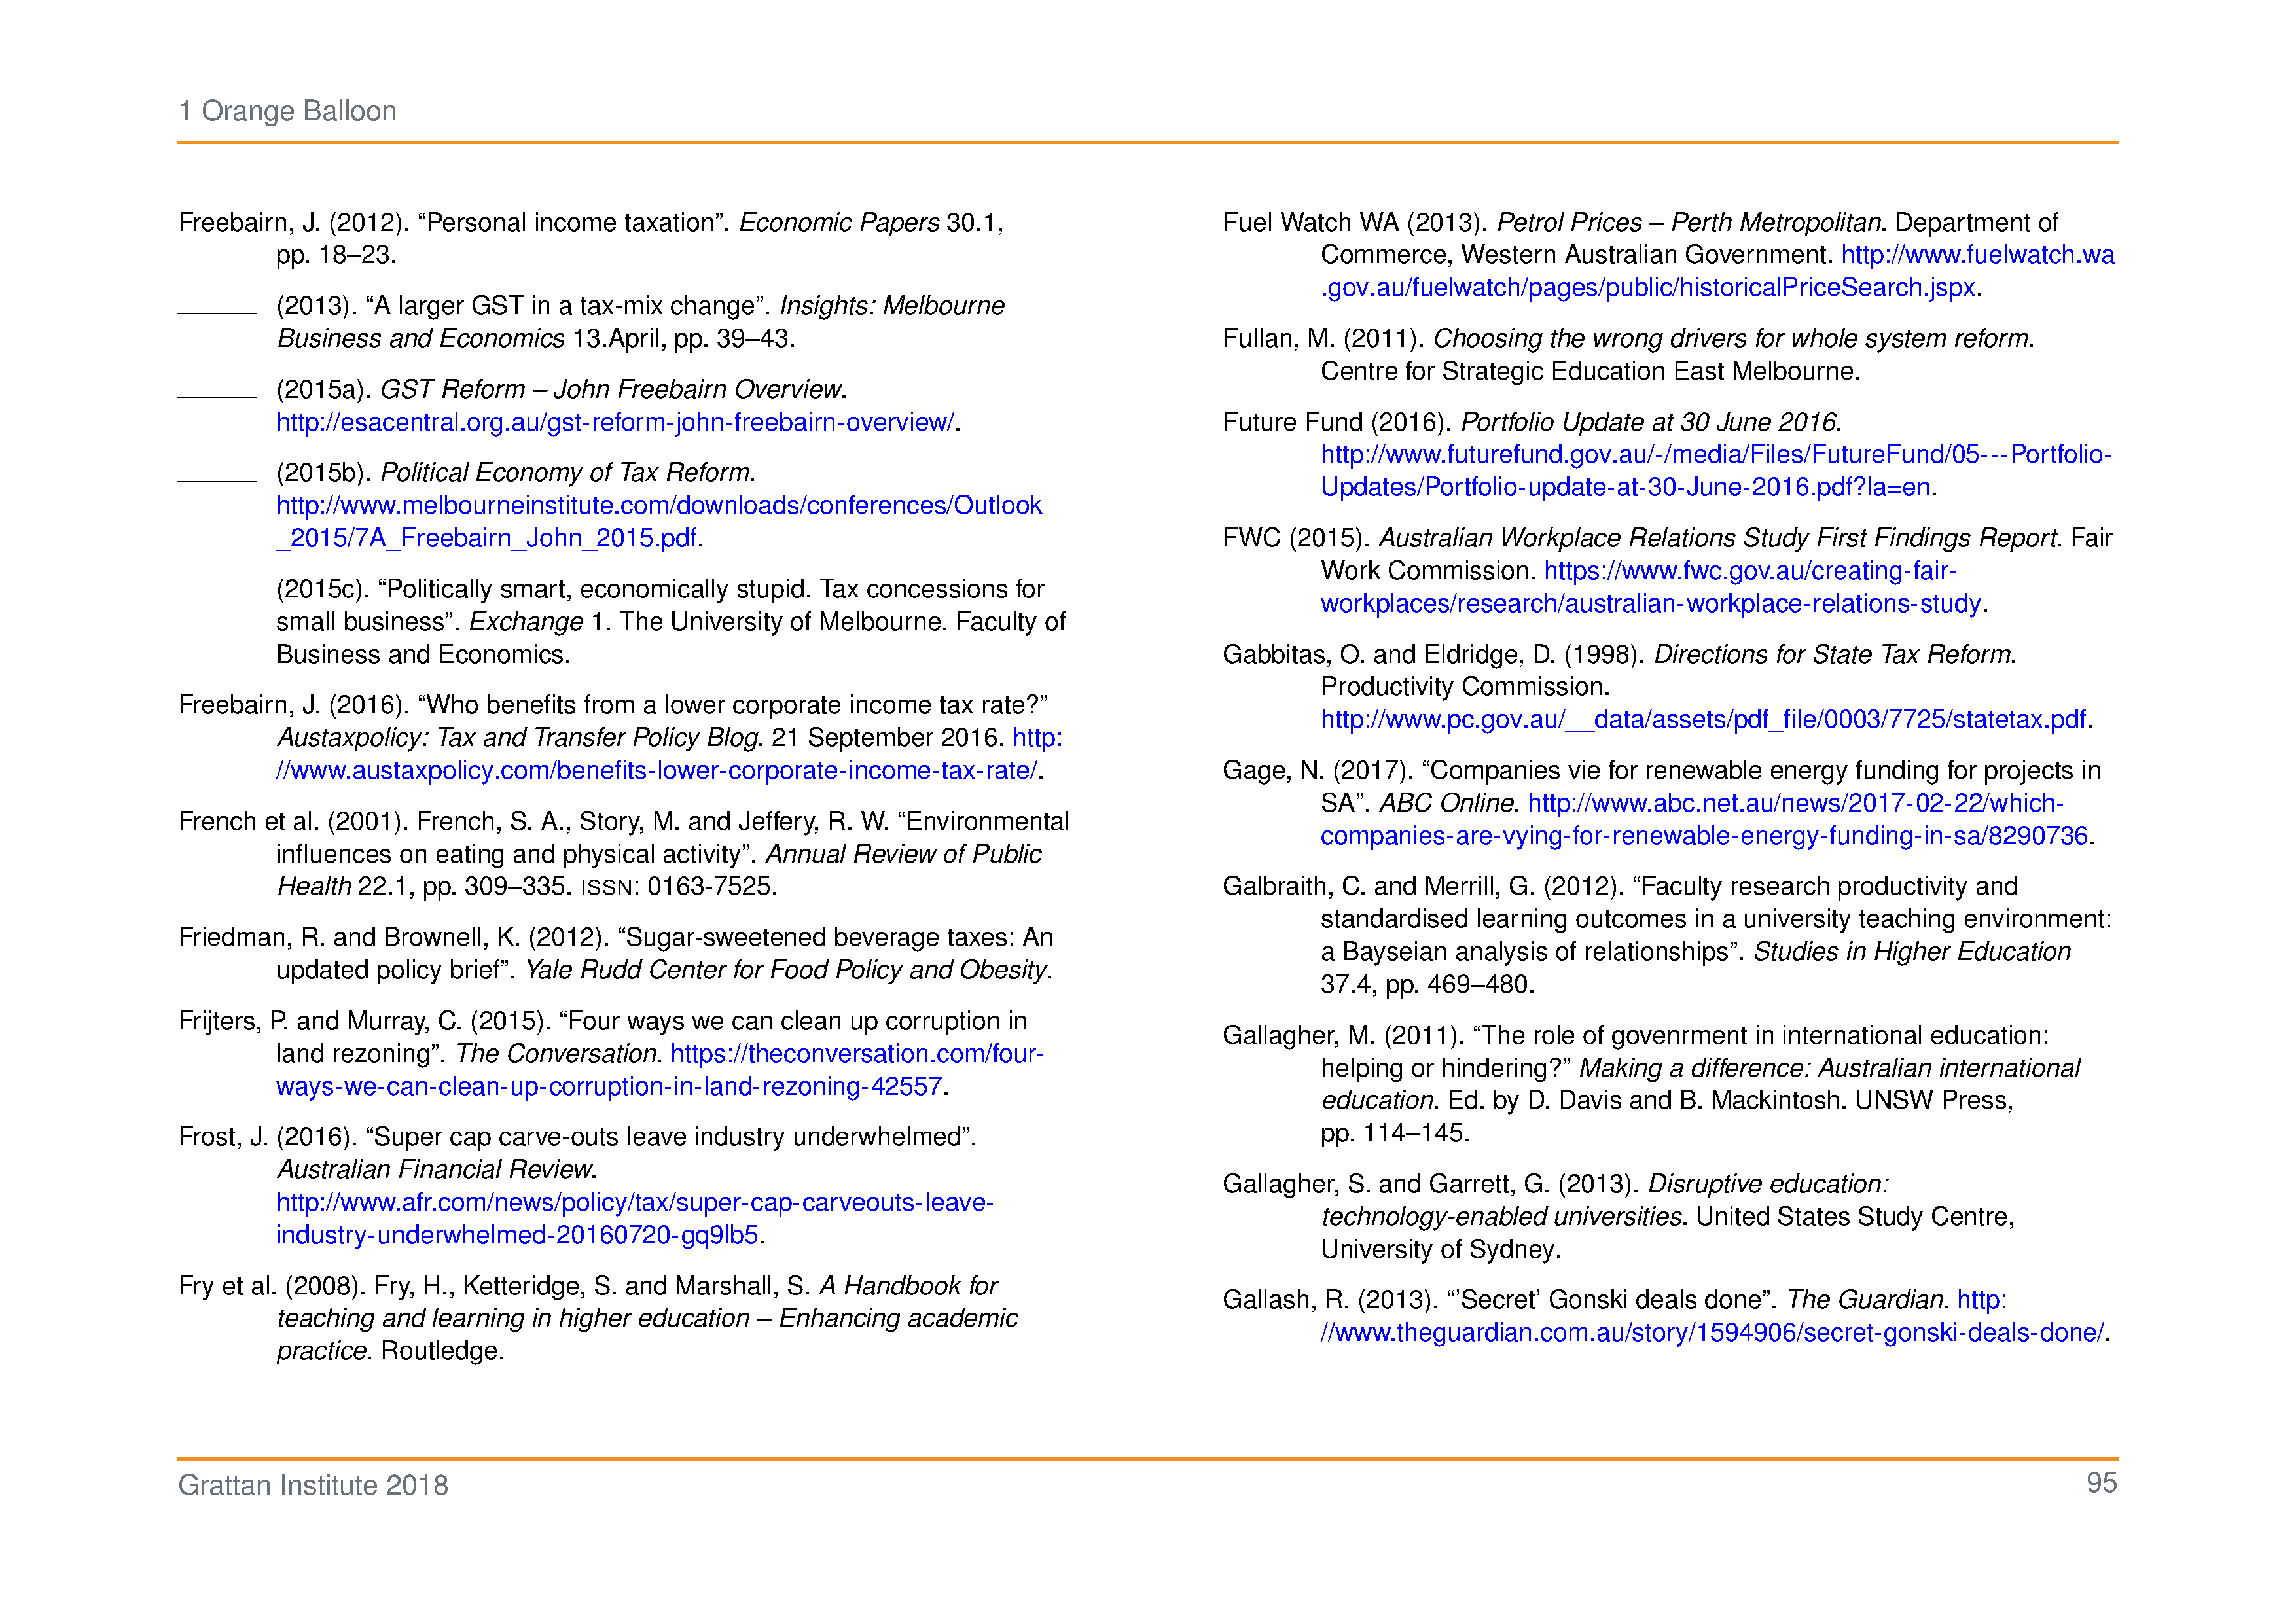 1 Orange Balloon
Freebairn, J. (2012). “Personal income taxation”. Economic Papers 30.1,
pp. 18–23.
(2013). “A larger GST in a tax-mix change”. Insights: Melbourne
Business and Economics 13.April, pp. 39–43.
(2015a). GST Reform – John Freebairn Overview.
http://esacentral.org.au/gst-reform-john-freebairn-overview/.
(2015b). Political Economy of Tax Reform.
http://www.melbourneinstitute.com/downloads/conferences/Outlook
_2015/7A_Freebairn_John_2015.pdf.
(2015c). “Politically smart, economically stupid. Tax concessions for
small business”. Exchange 1. The University of Melbourne. Faculty of
Business and Economics.
Freebairn, J. (2016). “Who benefits from a lower corporate income tax rate?”
Austaxpolicy: Tax and Transfer Policy Blog. 21 September 2016. http:
//www.austaxpolicy.com/benefits-lower-corporate-income-tax-rate/.
French et al. (2001). French, S. A., Story, M. and Jeffery, R. W. “Environmental
influences on eating and physical activity”. Annual Review of Public
Health 22.1, pp. 309–335. ISSN: 0163-7525.
Friedman, R. and Brownell, K. (2012). “Sugar-sweetened beverage taxes: An
updated policy brief”. Yale Rudd Center for Food Policy and Obesity.
Frijters, P. and Murray, C. (2015). “Four ways we can clean up corruption in
land rezoning”. The Conversation. https://theconversation.com/four-
ways-we-can-clean-up-corruption-in-land-rezoning-42557.
Frost, J. (2016). “Super cap carve-outs leave industry underwhelmed”.
Australian Financial Review.
http://www.afr.com/news/policy/tax/super-cap-carveouts-leave-
industry-underwhelmed-20160720-gq9lb5.
Fry et al. (2008). Fry, H., Ketteridge, S. and Marshall, S. A Handbook for
teaching and learning in higher education – Enhancing academic
practice. Routledge.
Fuel Watch WA (2013). Petrol Prices – Perth Metropolitan. Department of
Commerce, Western Australian Government. http://www.fuelwatch.wa
.gov.au/fuelwatch/pages/public/historicalPriceSearch.jspx.
Fullan, M. (2011). Choosing the wrong drivers for whole system reform.
Centre for Strategic Education East Melbourne.
Future Fund (2016). Portfolio Update at 30 June 2016.
http://www.futurefund.gov.au/-/media/Files/FutureFund/05---Portfolio-
Updates/Portfolio-update-at-30-June-2016.pdf?la=en.
FWC (2015). Australian Workplace Relations Study First Findings Report. Fair
Work Commission. https://www.fwc.gov.au/creating-fair-
workplaces/research/australian-workplace-relations-study.
Gabbitas, O. and Eldridge, D. (1998). Directions for State Tax Reform.
Productivity Commission.
http://www.pc.gov.au/__data/assets/pdf_file/0003/7725/statetax.pdf.
Gage, N. (2017). “Companies vie for renewable energy funding for projects in
SA”. ABC Online. http://www.abc.net.au/news/2017-02-22/which-
companies-are-vying-for-renewable-energy-funding-in-sa/8290736.
Galbraith, C. and Merrill, G. (2012). “Faculty research productivity and
standardised learning outcomes in a university teaching environment:
a Bayseian analysis of relationships”. Studies in Higher Education
37.4, pp. 469–480.
Gallagher, M. (2011). “The role of govenrment in international education:
helping or hindering?” Making a difference: Australian international
education. Ed. by D. Davis and B. Mackintosh. UNSW Press,
pp. 114–145.
Gallagher, S. and Garrett, G. (2013). Disruptive education:
technology-enabled universities. United States Study Centre,
University of Sydney.
Gallash, R. (2013). “’Secret’ Gonski deals done”. The Guardian. http:
//www.theguardian.com.au/story/1594906/secret-gonski-deals-done/.
Grattan Institute 2018
95